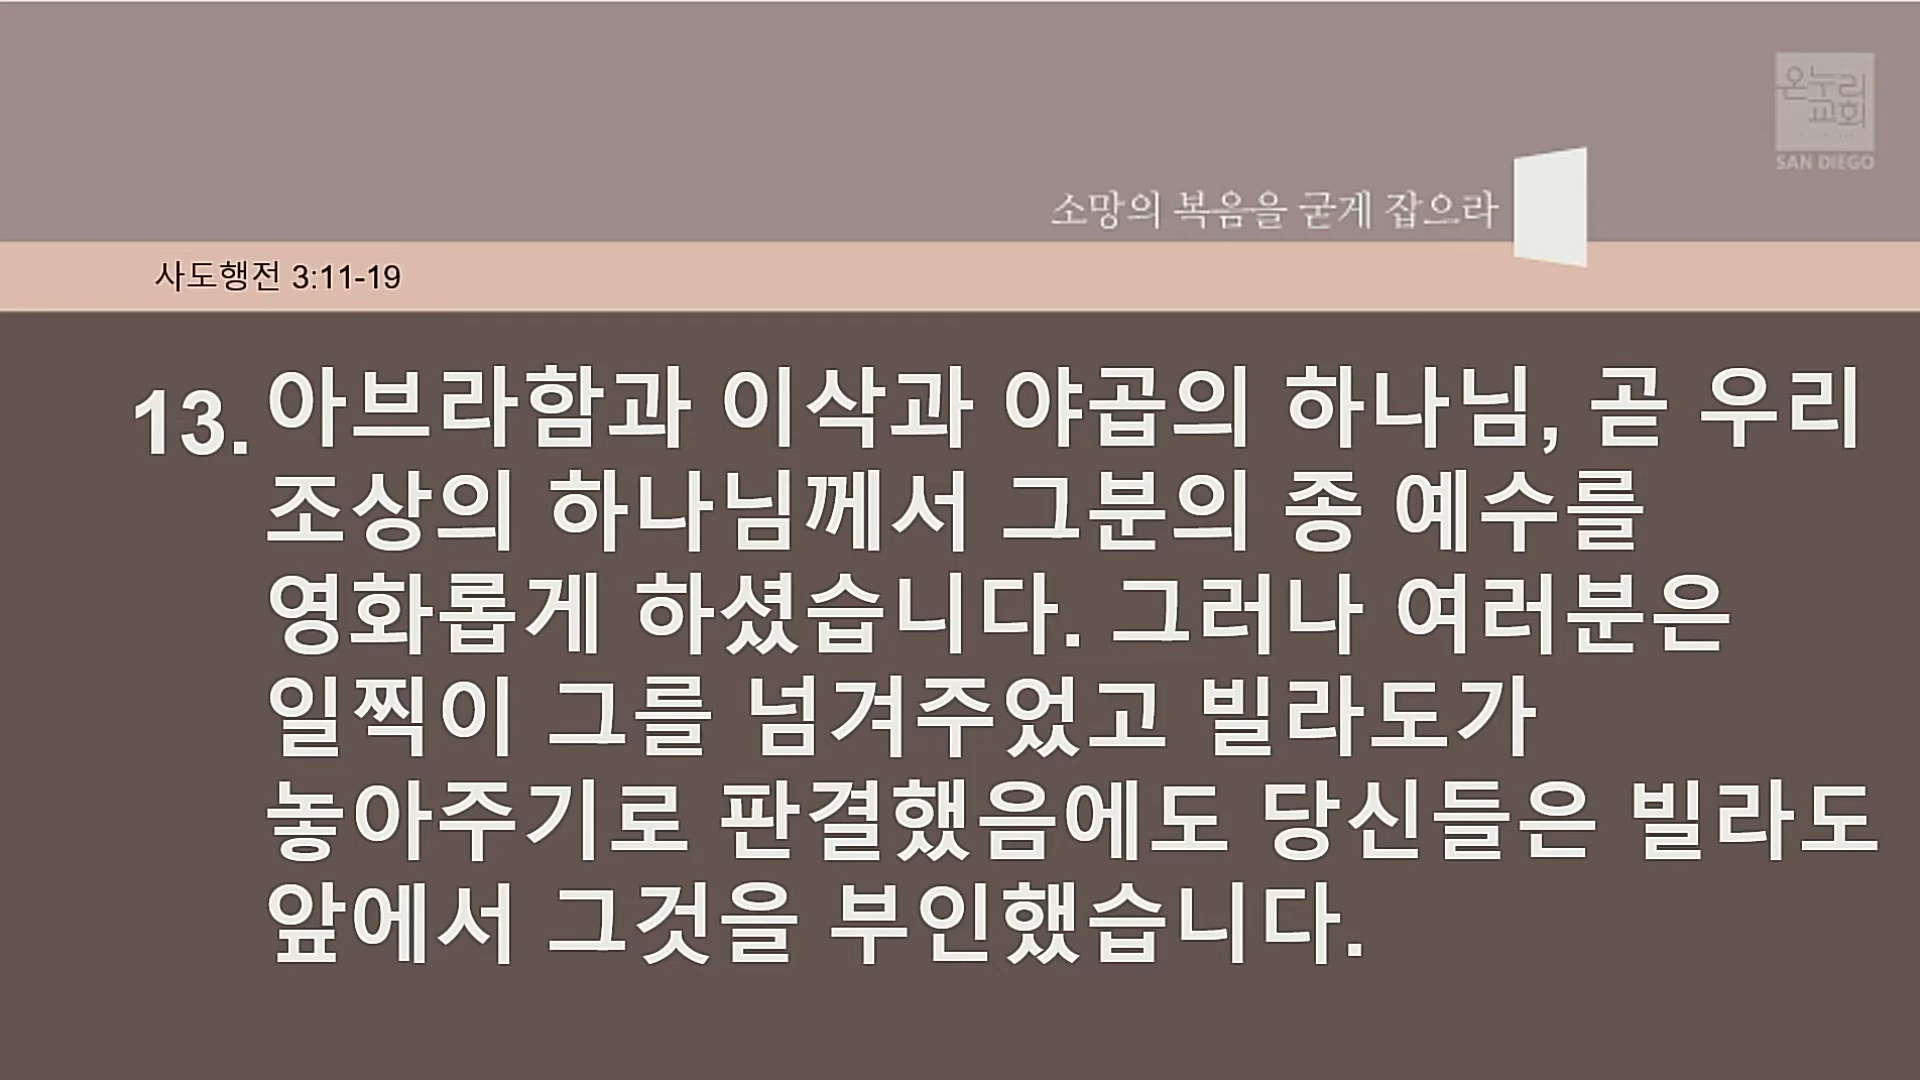 온누리
교회
SAN DIEGO
소망의 복음을 굳게 잡으라
사도행전 3:11-19
13. 아브라함과 이삭과 야곱의 하나님, 곧 우리
조상의 하나님께서 그분의 종 예수를
영화롭게 하셨습니다. 그러나 여러분은
일찍이 그를 넘겨주었고 빌라도가
놓아주기로 판결했음에도 당신들은 빌라도
앞에서 그것을 부인했습니다.